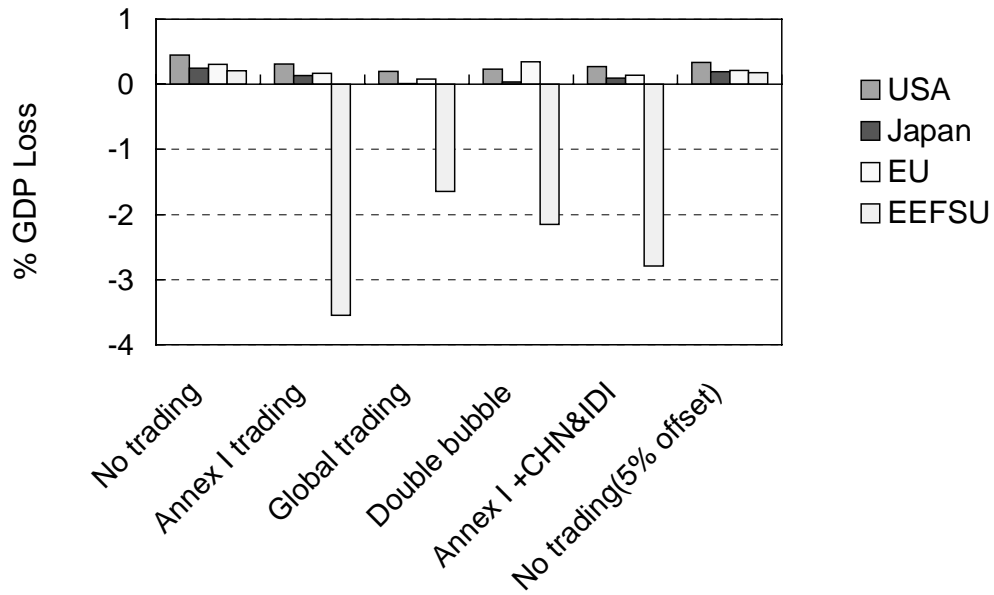 % GDP Loss
1
0
-1
-2
-3
-4
No trading
Annex I trading
Global trading
Double bubble
Annex I +CHN&IDI
No trading(5% offset)
USA
Japan
EU
EEFSU